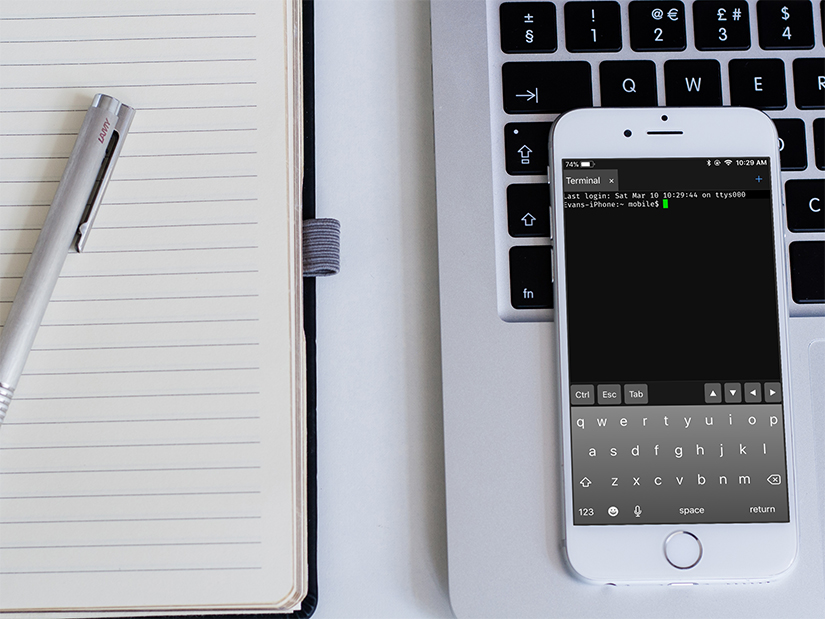 LAMY
± ! @ € £ # $
§ 1 2 3 4
Q W E R
fn
C
74% 10:29 AM
Terminal × +
Last login: Sat Mar 10 10:29:44 on ttys000
Evans-iPhone:~ mobile$
Ctrl Esc Tab
q w e r t y u i o p
a s d f g h j k l
z x c v b n m
123 space return